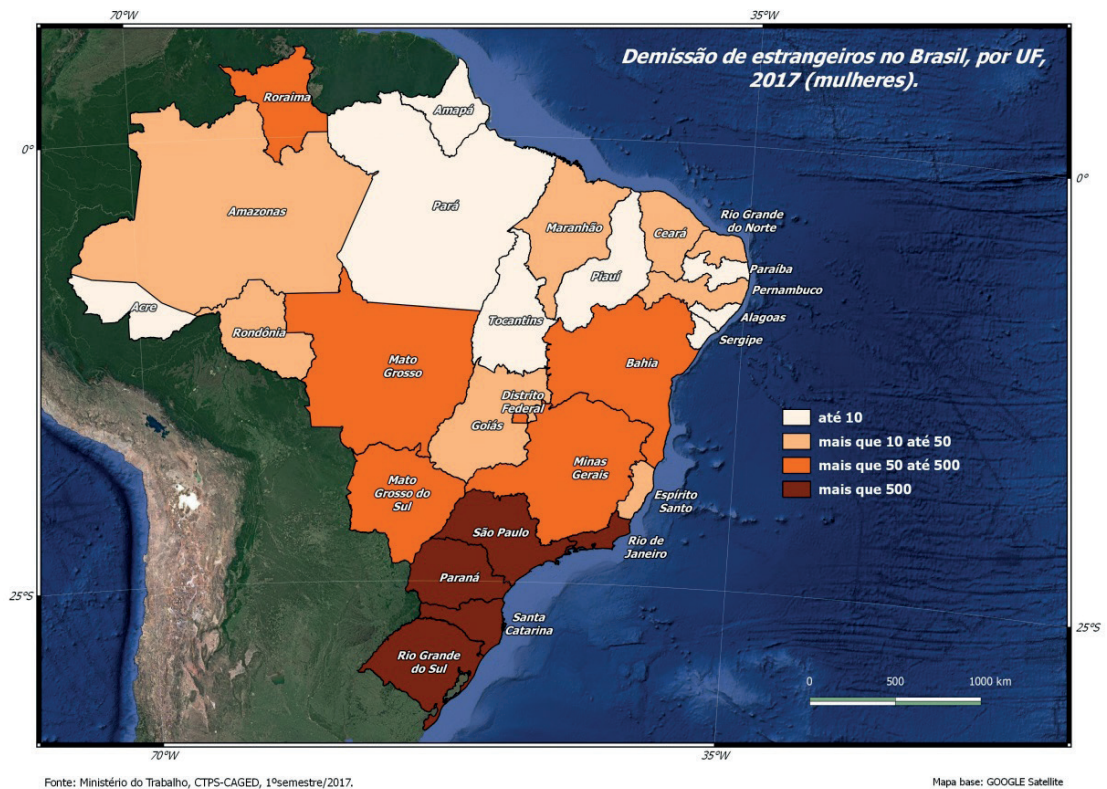 70°W
35°W
Demissão de estrangeiros no Brasil, por UF,
2017 (mulheres).
Roraima
Amapá
0°
0°
Amazonas
Pará
Maranhão
Ceará
Rio Grande
do Norte
Piauí
Paraíba
Pernambuco
Acre
Rondônia
Tocantins
Alagoas
Sergipe
Mato
Grosso
Bahia
Distrito
Federal
Goiás
até 10
mais que 10 até 50
mais que 50 até 500
mais que 500
Minas
Gerais
Mato
Grosso do
Sul
Espírito
Santo
São Paulo
Rio de
Janeiro
Paraná
25°S
25°S
Santa
Catarina
Rio Grande
do Sul
0 500 1000 km
70°W
35°W
Fonte: Ministério do Trabalho, CTPS-CAGED, 1ºsemestre/2017.
Mapa base: GOOGLE Satellite